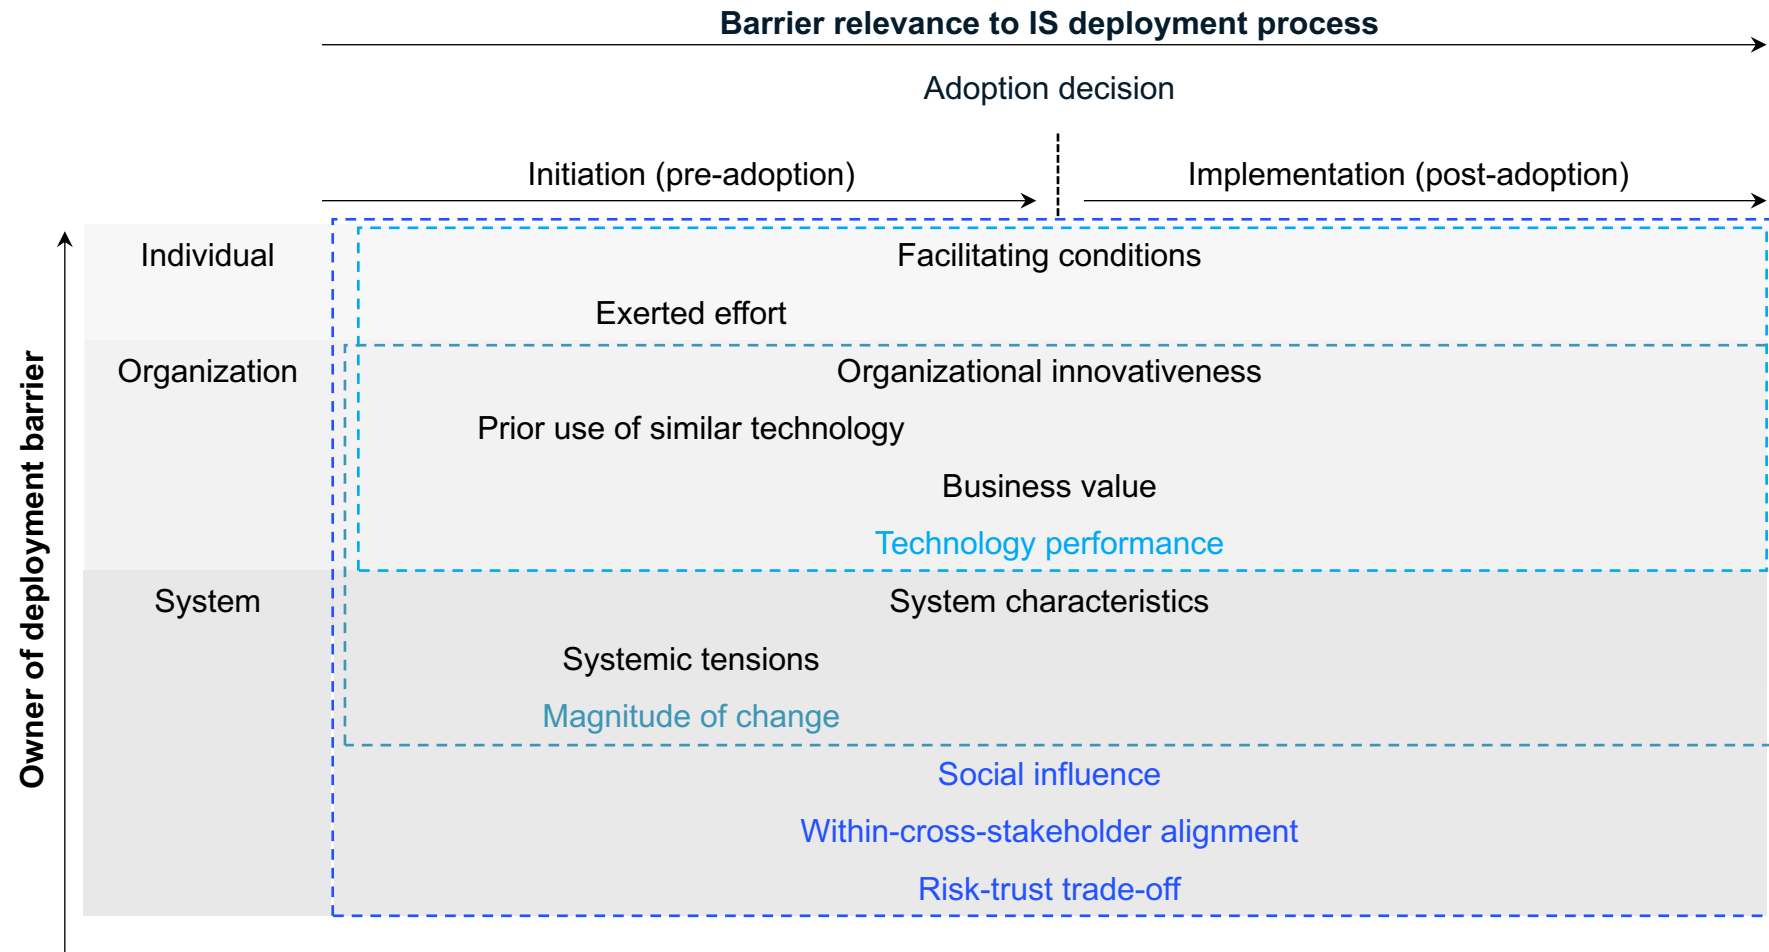 Barrier relevance to IS deployment process
Adoption decision
Initiation (pre-adoption)
Implementation (post-adoption)
Owner of deployment barrier
Individual
Facilitating conditions
Exerted effort
Organization
Organizational innovativeness
Prior use of similar technology
Business value
Technology performance
System
System characteristics
Systemic tensions
Magnitude of change
Social influence
Within-cross-stakeholder alignment
Risk-trust trade-off